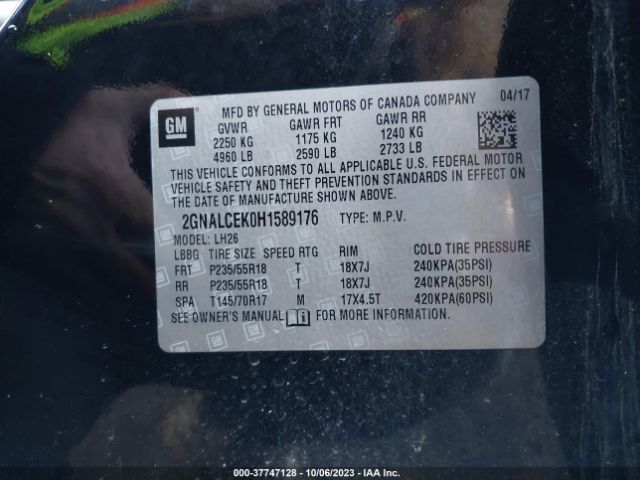 GM
MFD BY GENERAL MOTORS OF CANADA COMPANY 04/17
GVWR GAWR FRT GAWR RR
2250 KG 1175 KG 1240 KG
4960 LB 2590 LB 2733 LB
THIS VEHICLE CONFORMS TO ALL APPLICABLE U.S. FEDERAL MOTOR
VEHICLE SAFETY AND THEFT PREVENTION STANDARDS IN EFFECT ON
THE DATE OF MANUFACTURE SHOWN ABOVE.
2GNALCEK0H1589176 TYPE: M.P.V.
MODEL: LH26
LBBG TIRE SIZE SPEED RTG RIM COLD TIRE PRESSURE
FRT P235/55R18 T 18X7J 240KPA(35PSI)
RR P235/55R18 T 18X7J 240KPA(35PSI)
SPA T145/70R17 M 17X4.5T 420KPA(60PSI)
SEE OWNER'S MANUAL FOR MORE INFORMATION.
000-37747128 - 10/06/2023 - IAA Inc.